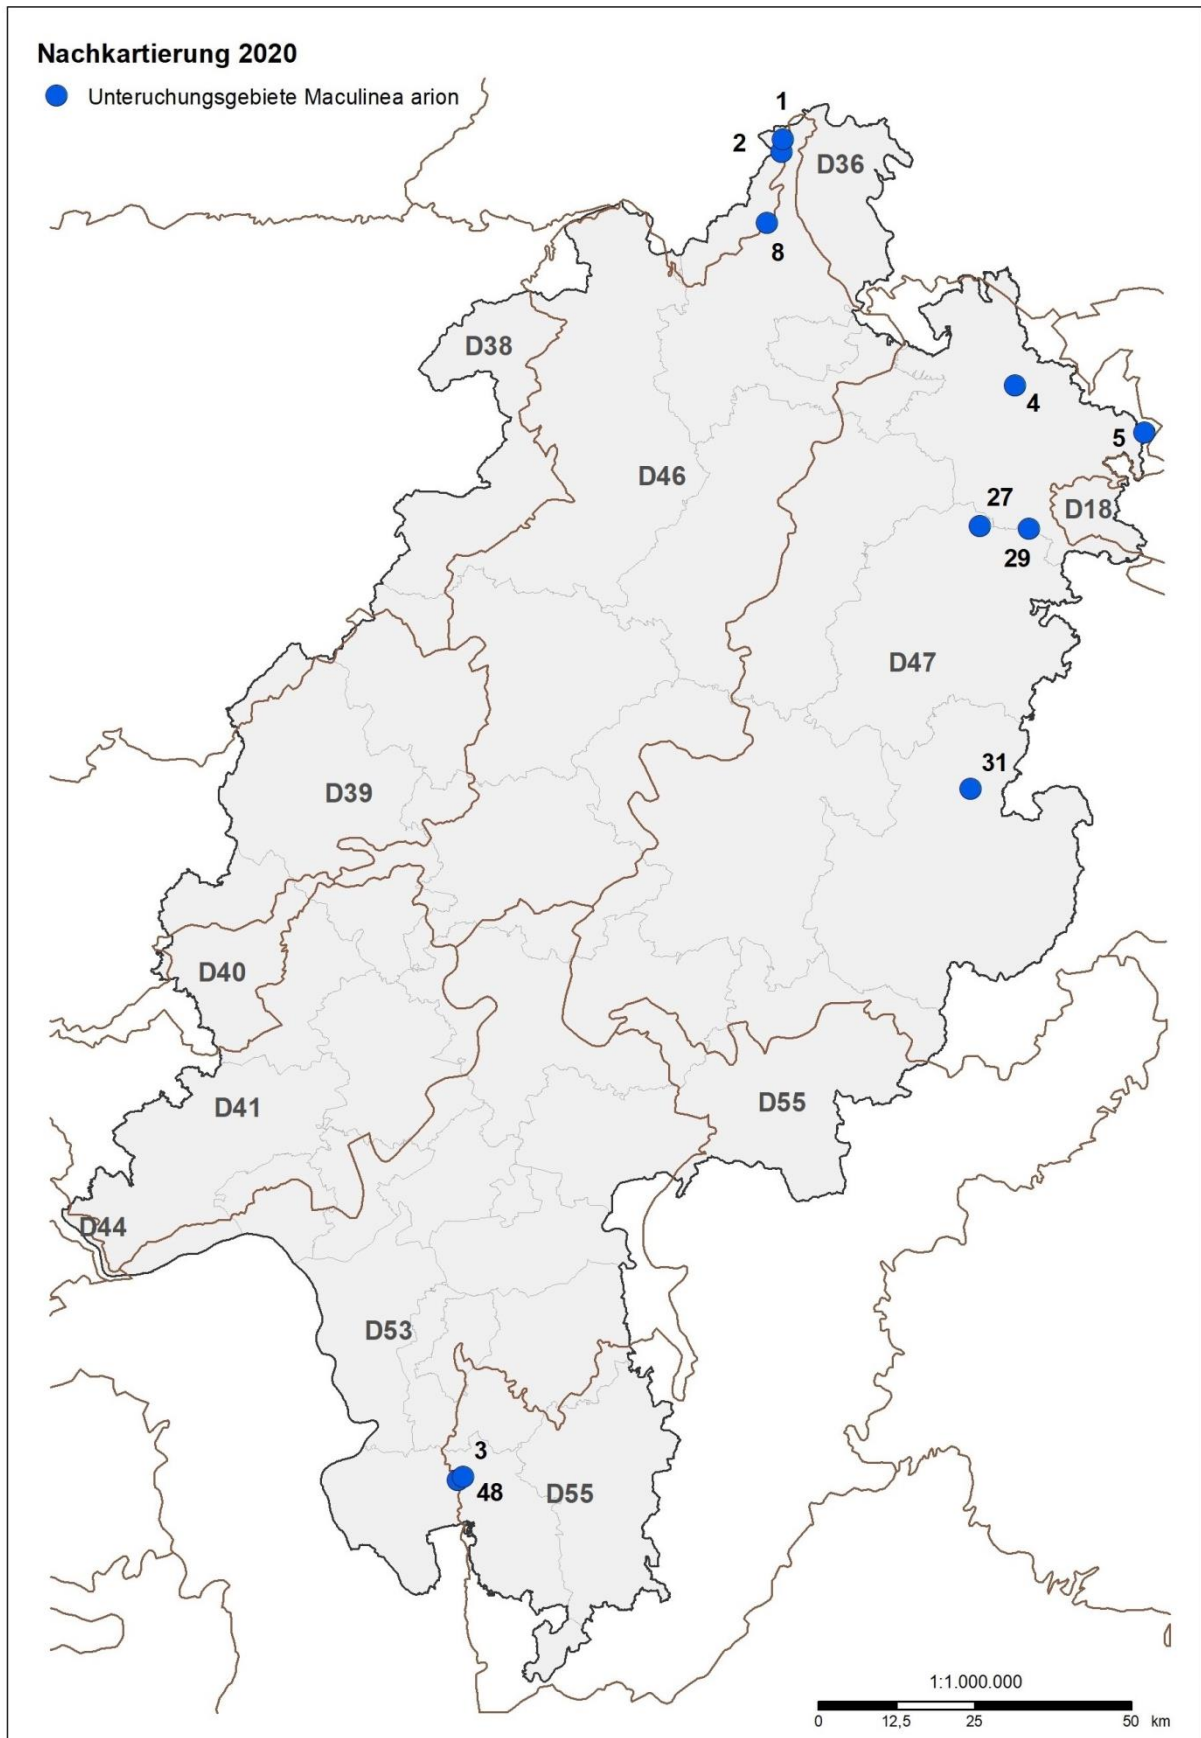 Nachkartierung 2020
Unteruchungsgebiete Maculinea arion
1
2
D36
8
D38
4
5
D46
27
D18
29
D47
31
D39
D40
D55
D41
D44
D53
3
48
D55
1:1.000.000
0 12,5 25 50 km